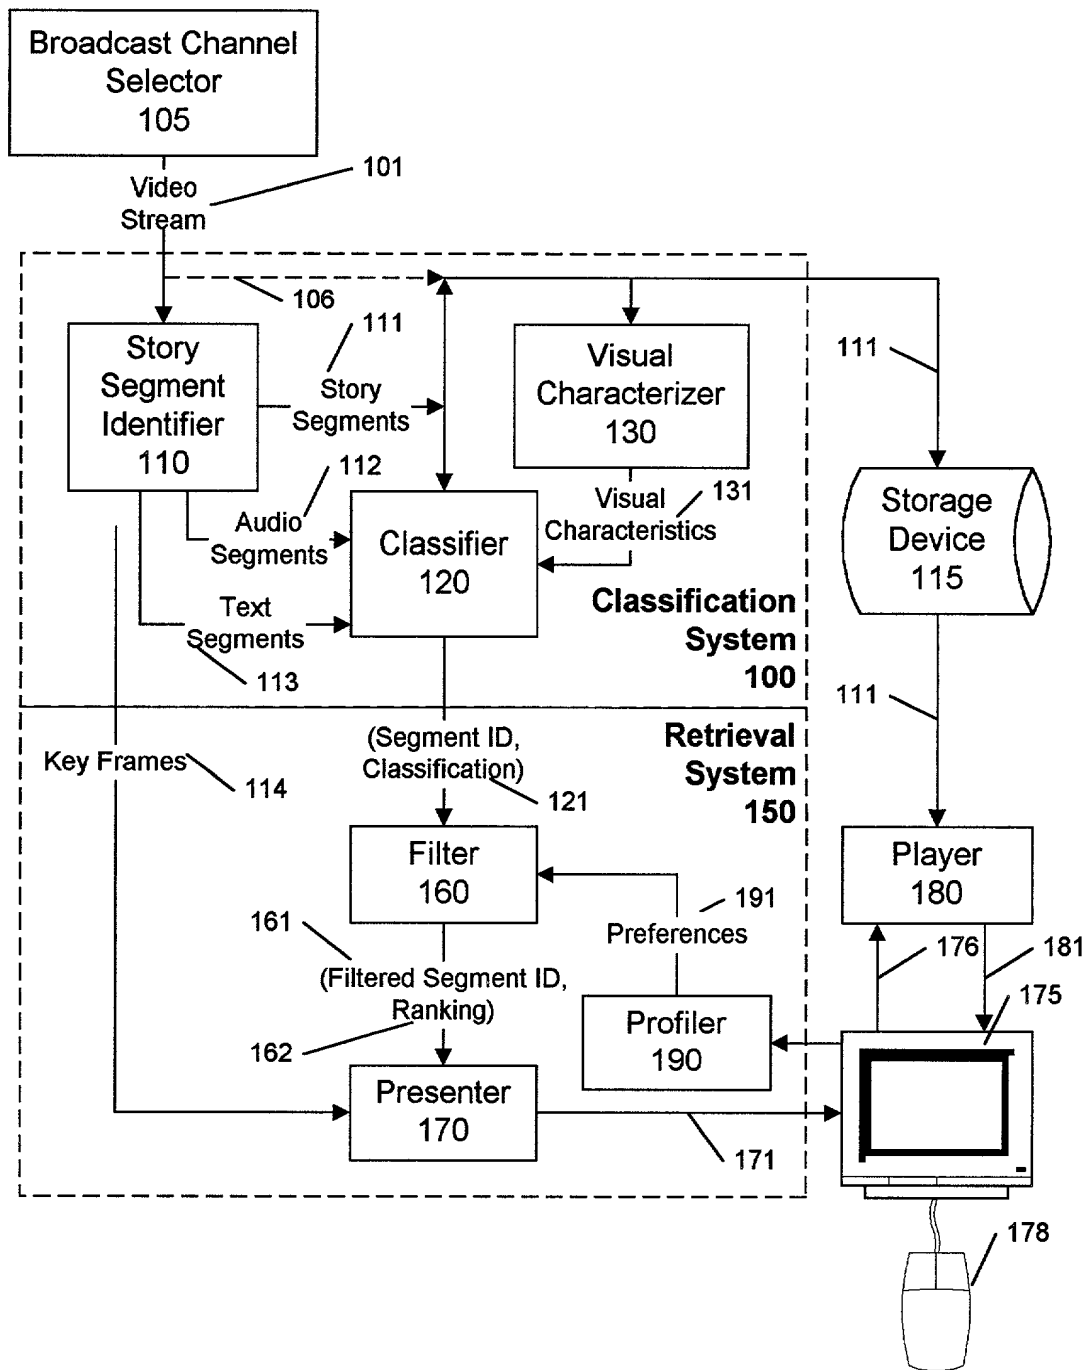 Broadcast Channel
Selector
105
Video
Stream
101
106
111
Story
Segment
Identifier
110
Story
Segments
Visual
Characterizer
130
111
112
Audio
Segments
Classifier
120
Visual
Characteristics
131
Storage
Device
115
Text
Segments
113
Classification
System
100
111
Key Frames
114
(Segment ID,
Classification)
121
Retrieval
System
150
Filter
160
Player
180
161
191
Preferences
176
181
(Filtered Segment ID,
Ranking)
162
175
Profiler
190
Presenter
170
171
178